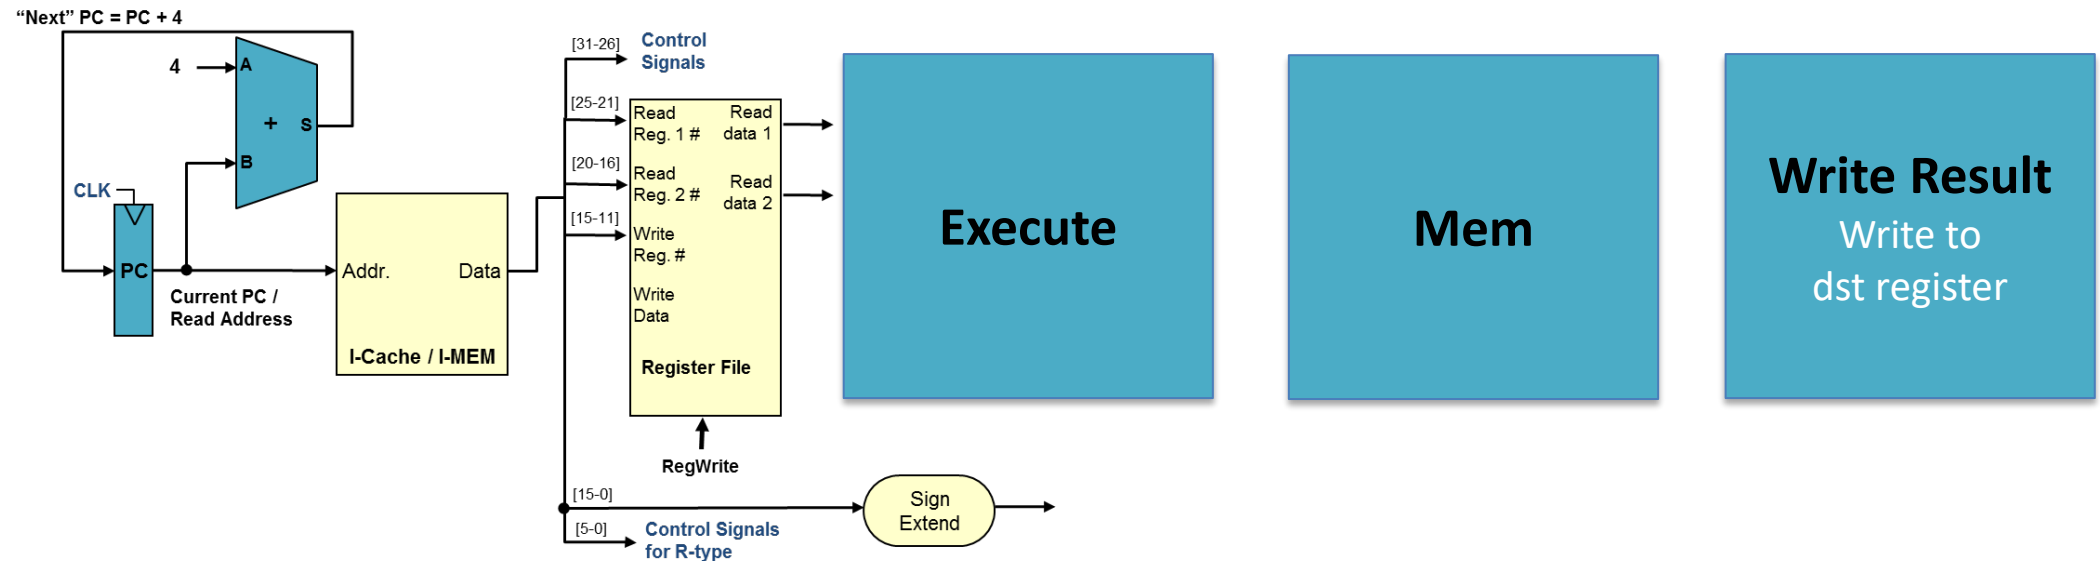 “Next” PC = PC + 4
4
A
+
S
B
CLK
PC
Current PC /
Read Address
Addr.
Data
I-Cache / I-MEM
[31-26]
Control
Signals
[25-21]
[20-16]
[15-11]
Read
Reg. 1 #
Read
data 1
Read
Reg. 2 #
Read
data 2
Write
Reg. #
Write
Data
Register File
RegWrite
[15-0]
Sign
Extend
[5-0]
Control Signals
for R-type
Execute
Mem
Write Result
Write to
dst register